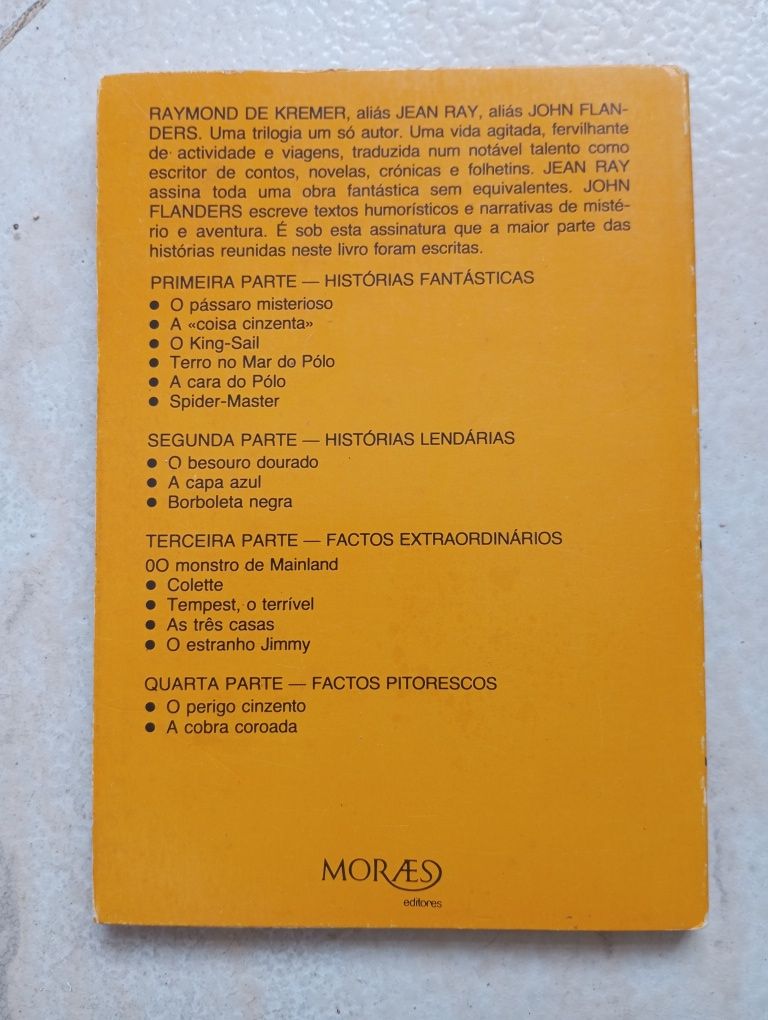 RAYMOND DE KREMER, aliás JEAN RAY, aliás JOHN FLAN-
DERS. Uma trilogia um só autor. Uma vida agitada, fervilhante
de actividade e viagens, traduzida num notável talento como
escritor de contos, novelas, crónicas e folhetins. JEAN RAY
assina toda uma obra fantástica sem equivalentes. JOHN
FLANDERS escreve textos humorísticos e narrativas de misté-
rio e aventura. É sob esta assinatura que a maior parte das
histórias reunidas neste livro foram escritas.
PRIMEIRA PARTE — HISTÓRIAS FANTÁSTICAS
● O pássaro misterioso
● A «coisa cinzenta»
● O King-Sail
● Terro no Mar do Pólo
● A cara do Pólo
● Spider-Master
SEGUNDA PARTE — HISTÓRIAS LENDÁRIAS
● O besouro dourado
● A capa azul
● Borboleta negra
TERCEIRA PARTE — FACTOS EXTRAORDINÁRIOS
0O monstro de Mainland
● Colette
● Tempest, o terrível
● As três casas
● O estranho Jimmy
QUARTA PARTE — FACTOS PITORESCOS
● O perigo cinzento
● A cobra coroada
MORÆS
editores